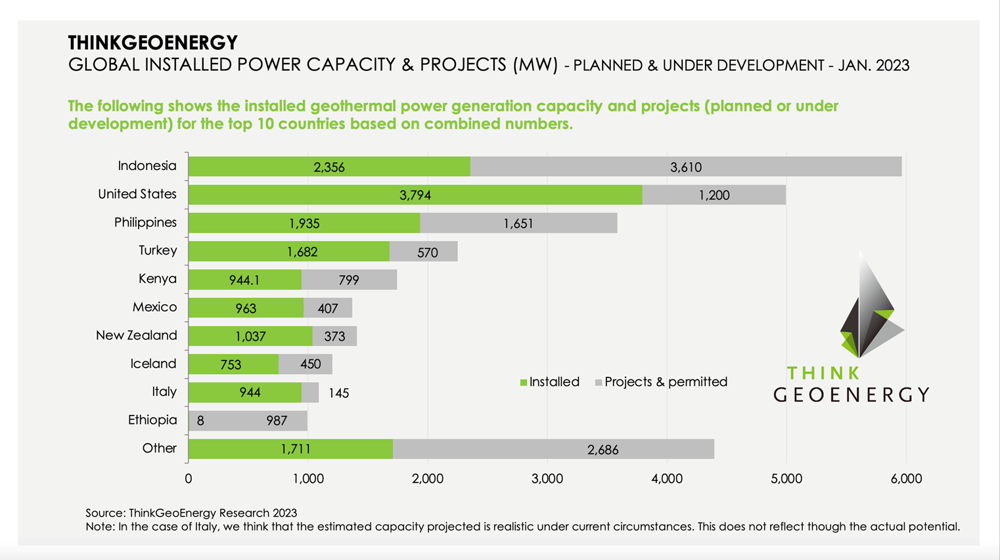 THINKGEOENERGY
GLOBAL INSTALLED POWER CAPACITY & PROJECTS (MW) - PLANNED & UNDER DEVELOPMENT - JAN. 2023
The following shows the installed geothermal power generation capacity and projects (planned or under
development) for the top 10 countries based on combined numbers.
Indonesia 2,356 3,610
United States 3,794 1,200
Philippines 1,935 1,651
Turkey 1,682 570
Kenya 944.1 799
Mexico 963 407
New Zealand 1,037 373
Iceland 753 450
Installed Projects & permitted
Italy 944 145
Ethiopia 8 987
Other 1,711 2,686
0 1,000 2,000 3,000 4,000 5,000 6,000
THINK
GEOENERGY
Source: ThinkGeoEnergy Research 2023
Note: In the case of Italy, we think that the estimated capacity projected is realistic under current circumstances. This does not reflect though the actual potential.